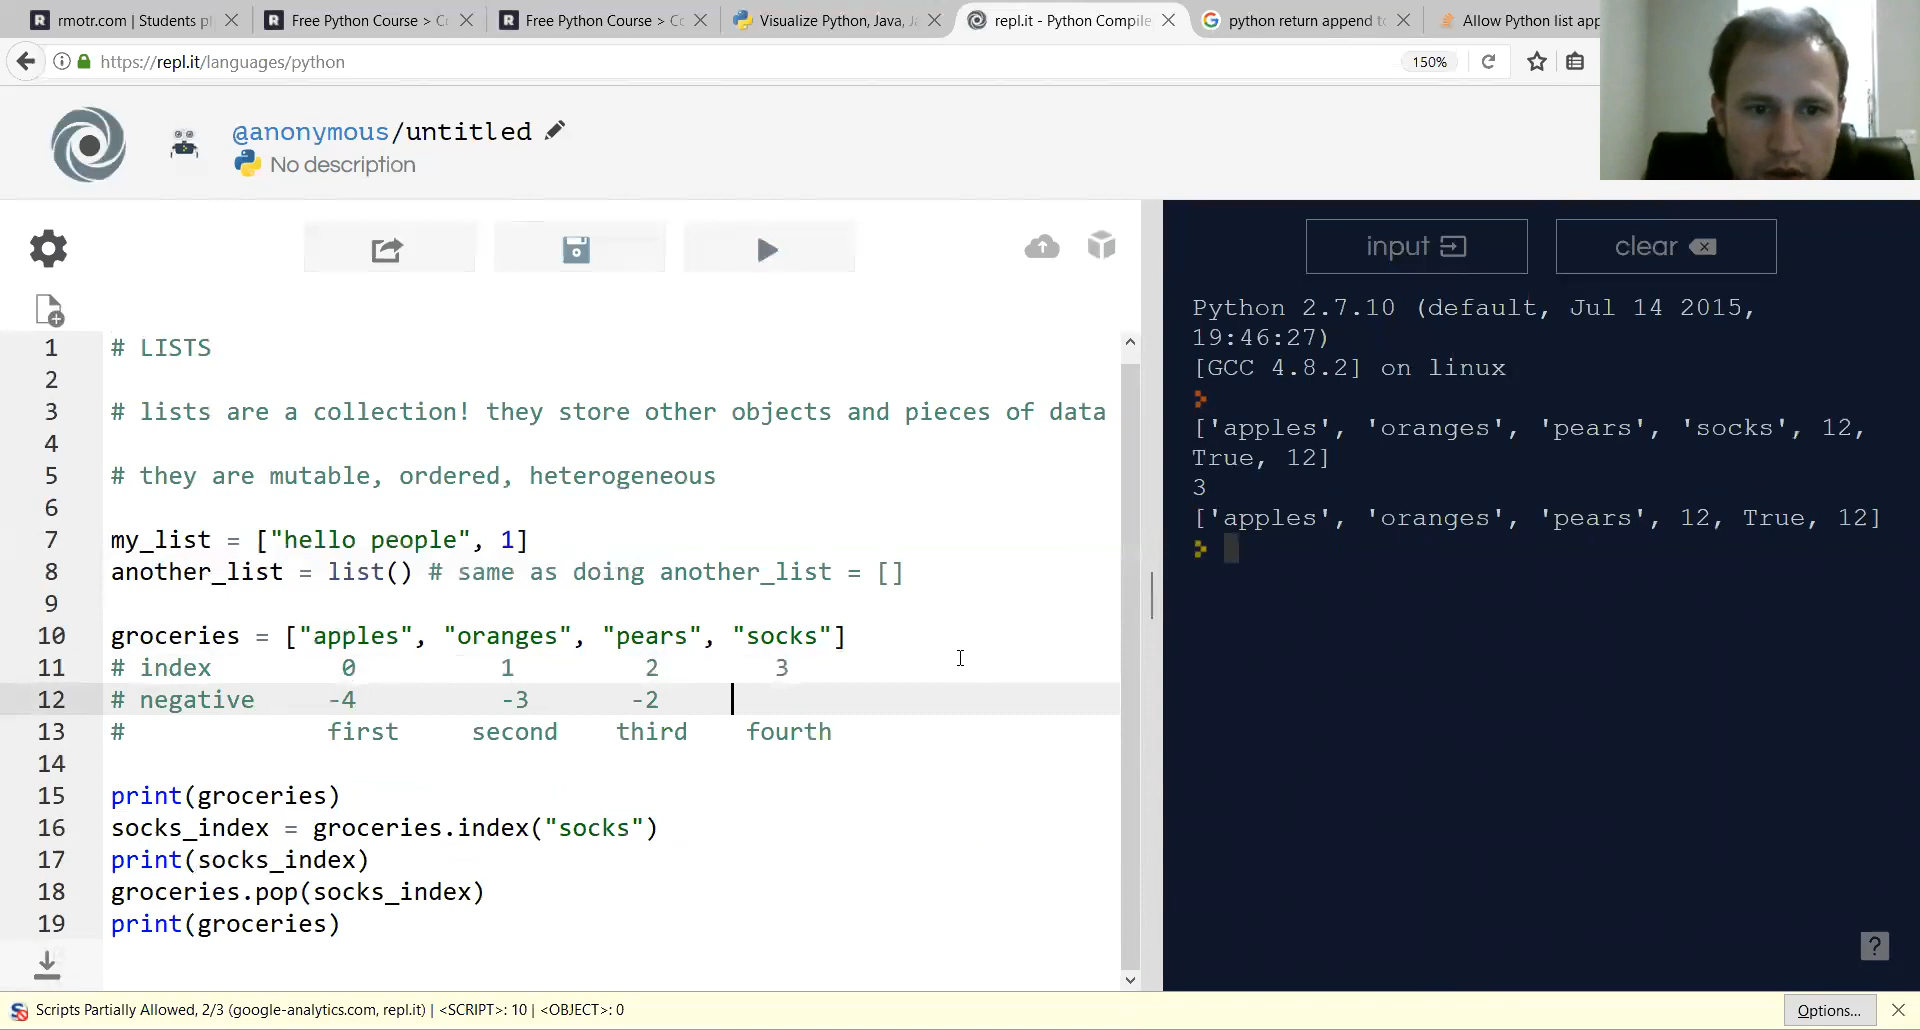 rmotr.com | Students pl
Free Python Course > Co
Free Python Course > Co
Visualize Python, Java, J
repl.it - Python Compile
python return append to
Allow Python list app
https://repl.it/languages/python
150%
@anonymous/untitled
No description
input
clear
1 # LISTS
2
3 # lists are a collection! they store other objects and pieces of data
4
5 # they are mutable, ordered, heterogeneous
6
7 my_list = ["hello people", 1]
8 another_list = list() # same as doing another_list = []
9
10 groceries = ["apples", "oranges", "pears", "socks"]
11 # index 0 1 2 3
12 # negative -4 -3 -2
13 # first second third fourth
14
15 print(groceries)
16 socks_index = groceries.index("socks")
17 print(socks_index)
18 groceries.pop(socks_index)
19 print(groceries)
Python 2.7.10 (default, Jul 14 2015,
19:46:27)
[GCC 4.8.2] on linux
['apples', 'oranges', 'pears', 'socks', 12,
True, 12]
3
['apples', 'oranges', 'pears', 12, True, 12]
?
Scripts Partially Allowed, 2/3 (google-analytics.com, repl.it) | <SCRIPT>: 10 | <OBJECT>: 0
Options...